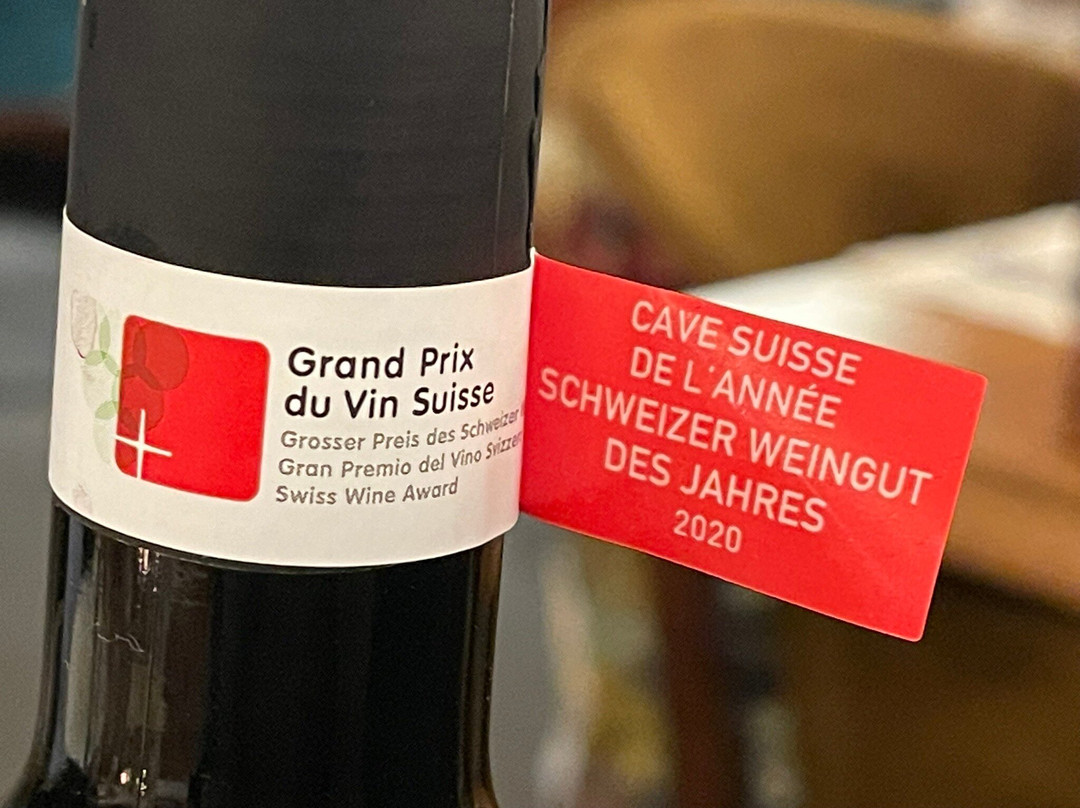 Grand Prix
du Vin Suisse
Grosser Preis des Schweizer
Gran Premio del Vino
Swiss Wine Award
CAVE SUISSE
DE L'ANNÉE
SCHWEIZER WEINGUT
DES JAHRES
2020